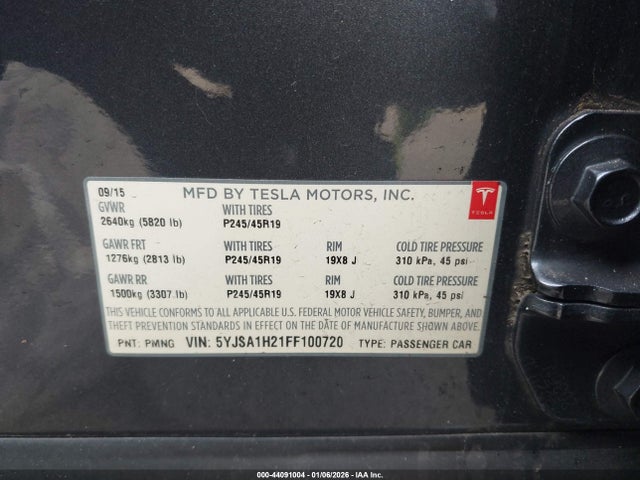 09/15 MFD BY TESLA MOTORS, INC.
TESLA
GVWR WITH TIRES
2640kg (5820 lb) P245/45R19
GAWR FRT WITH TIRES RIM COLD TIRE PRESSURE
1276kg (2813 lb) P245/45R19 19X8 J 310 kPa, 45 psi
GAWR RR WITH TIRES RIM COLD TIRE PRESSURE
1500kg (3307 lb) P245/45R19 19X8 J 310 kPa, 45 psi
THIS VEHICLE CONFORMS TO ALL APPLICABLE U.S. FEDERAL MOTOR VEHICLE SAFETY, BUMPER, AND
THEFT PREVENTION STANDARDS IN EFFECT ON THE DATE OF MANUFACTURE SHOWN ABOVE.
PNT: PMNG VIN: 5YJSA1H21FF100720 TYPE: PASSENGER CAR
000-44091004 | 01/06/2026 | IAA Inc.